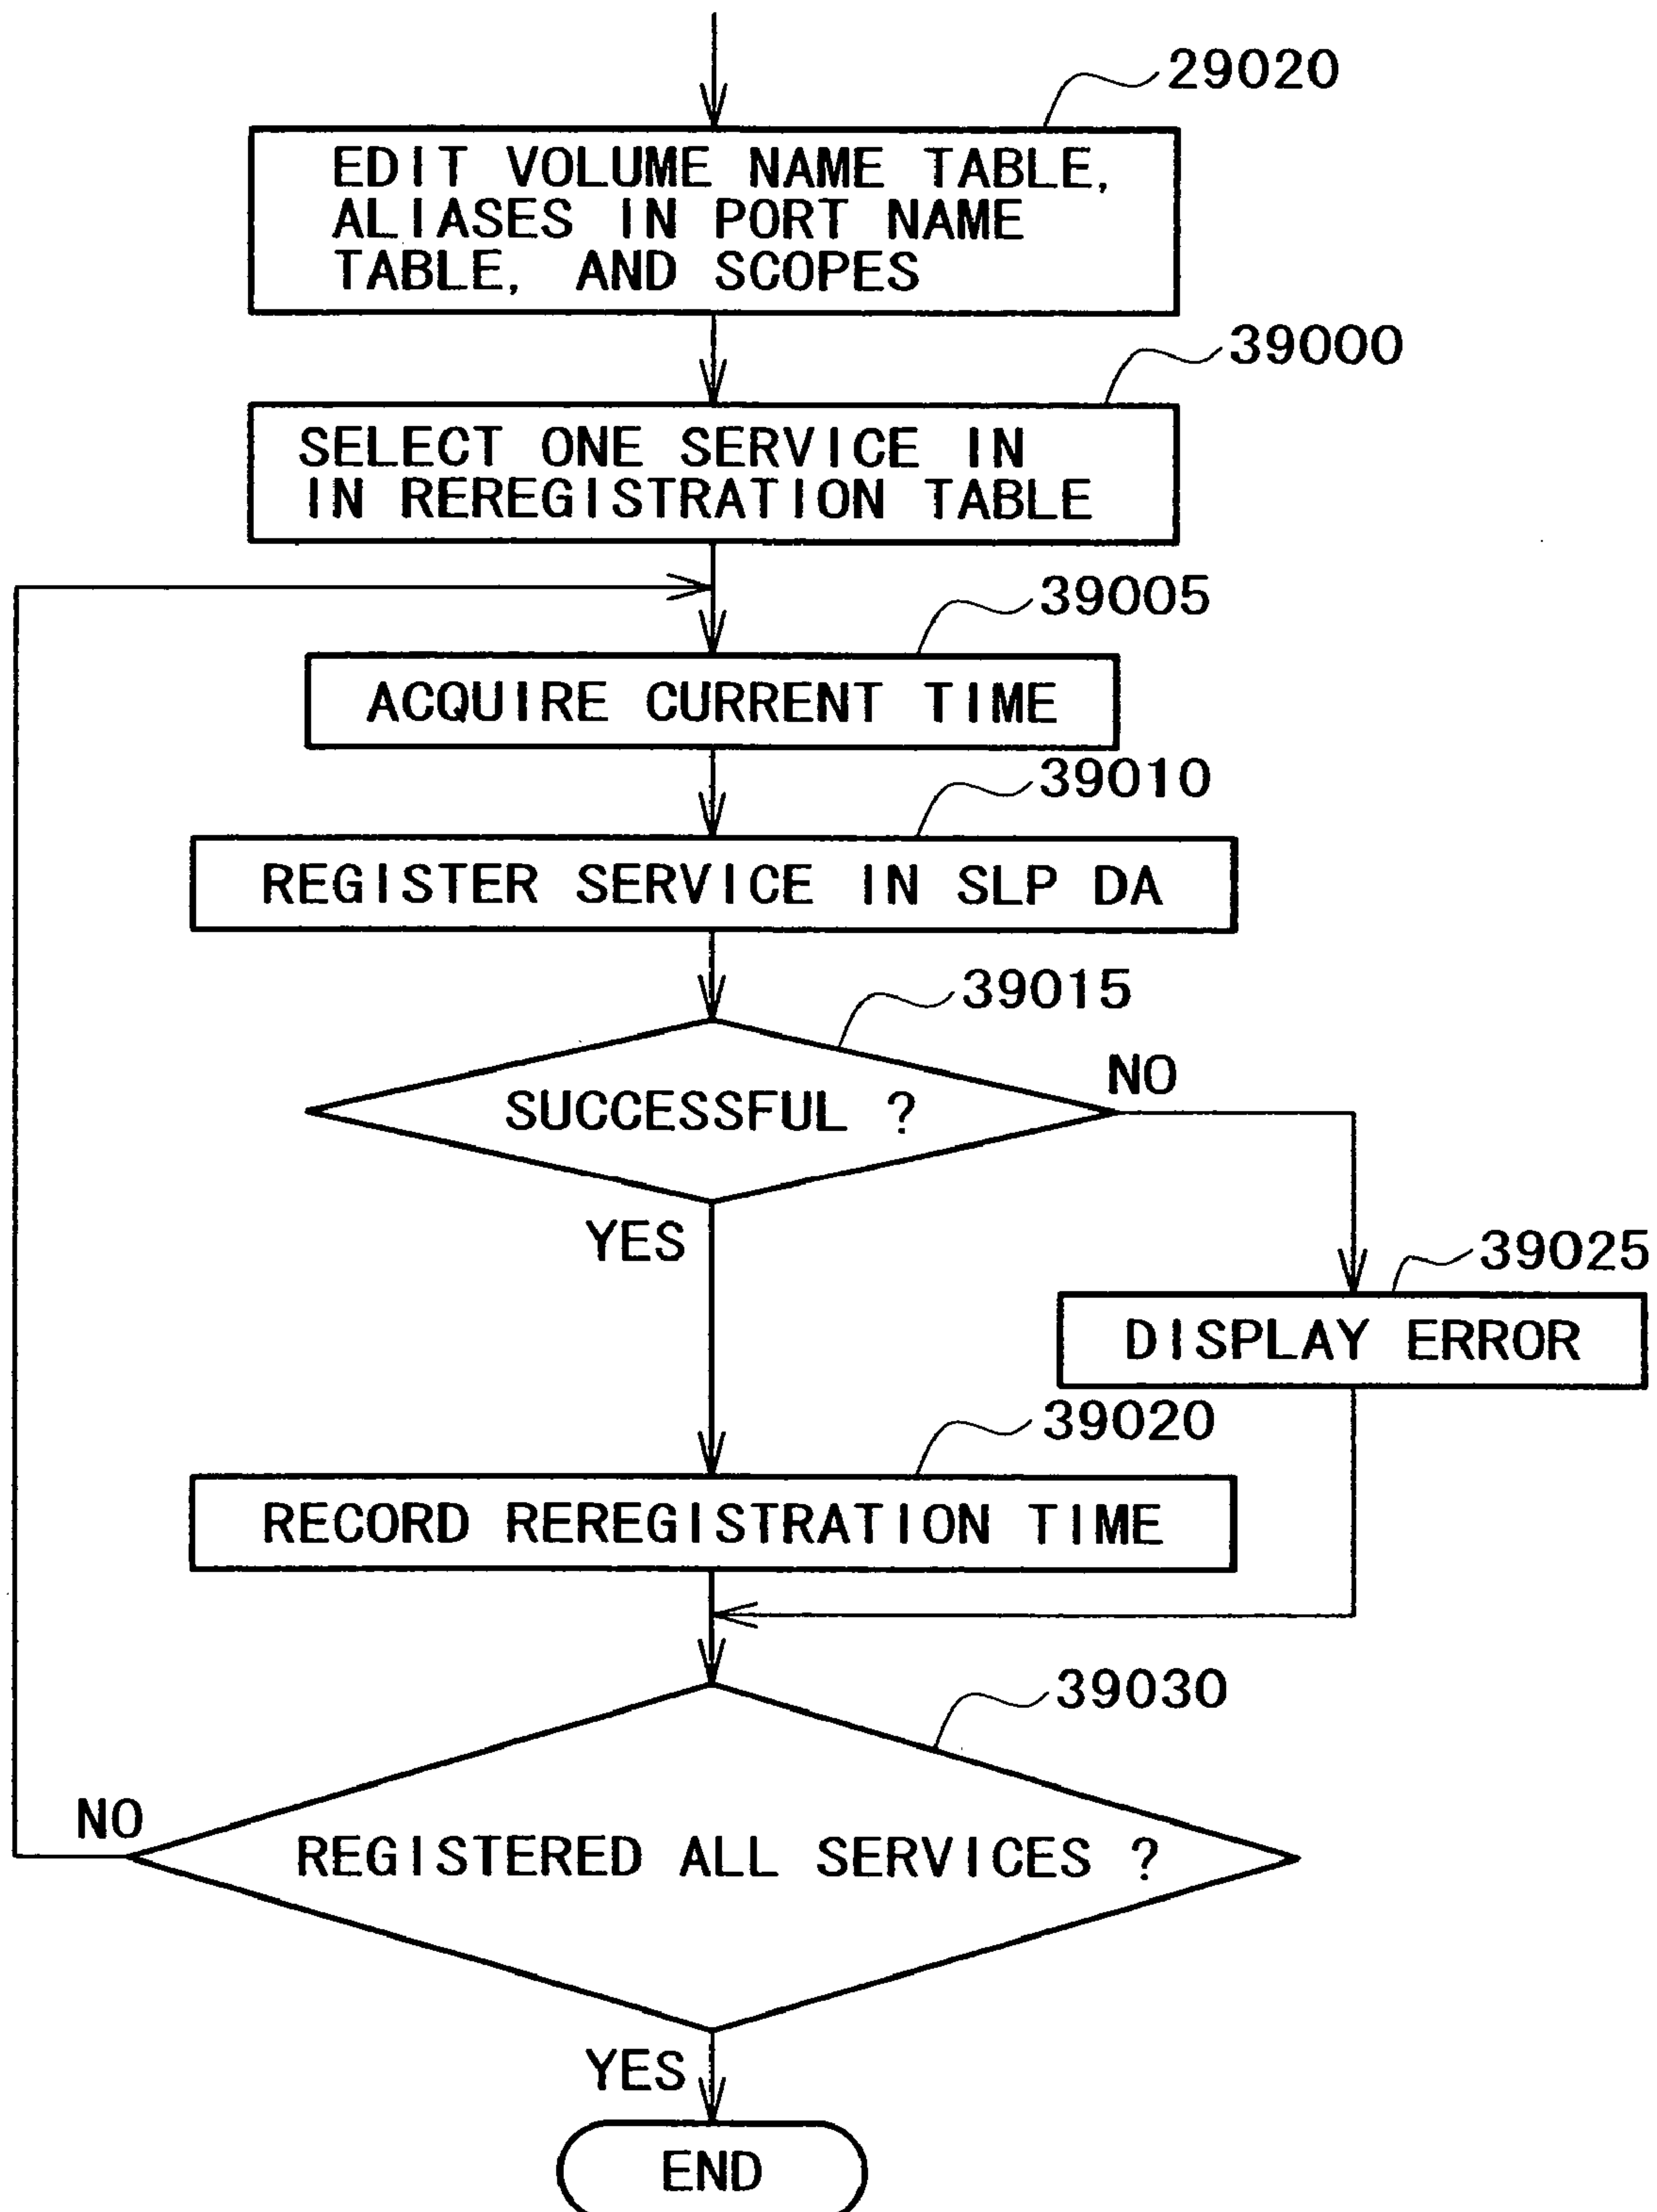 29020
EDIT VOLUME NAME TABLE,
ALIASES IN PORT NAME
TABLE, AND SCOPES
39000
SELECT ONE SERVICE IN
IN REREGISTRATION TABLE
39005
ACQUIRE CURRENT TIME
39010
REGISTER SERVICE IN SLP DA
39015
SUCCESSFUL ?
NO
YES
39025
DISPLAY ERROR
39020
RECORD REREGISTRATION TIME
39030
REGISTERED ALL SERVICES ?
NO
YES
END